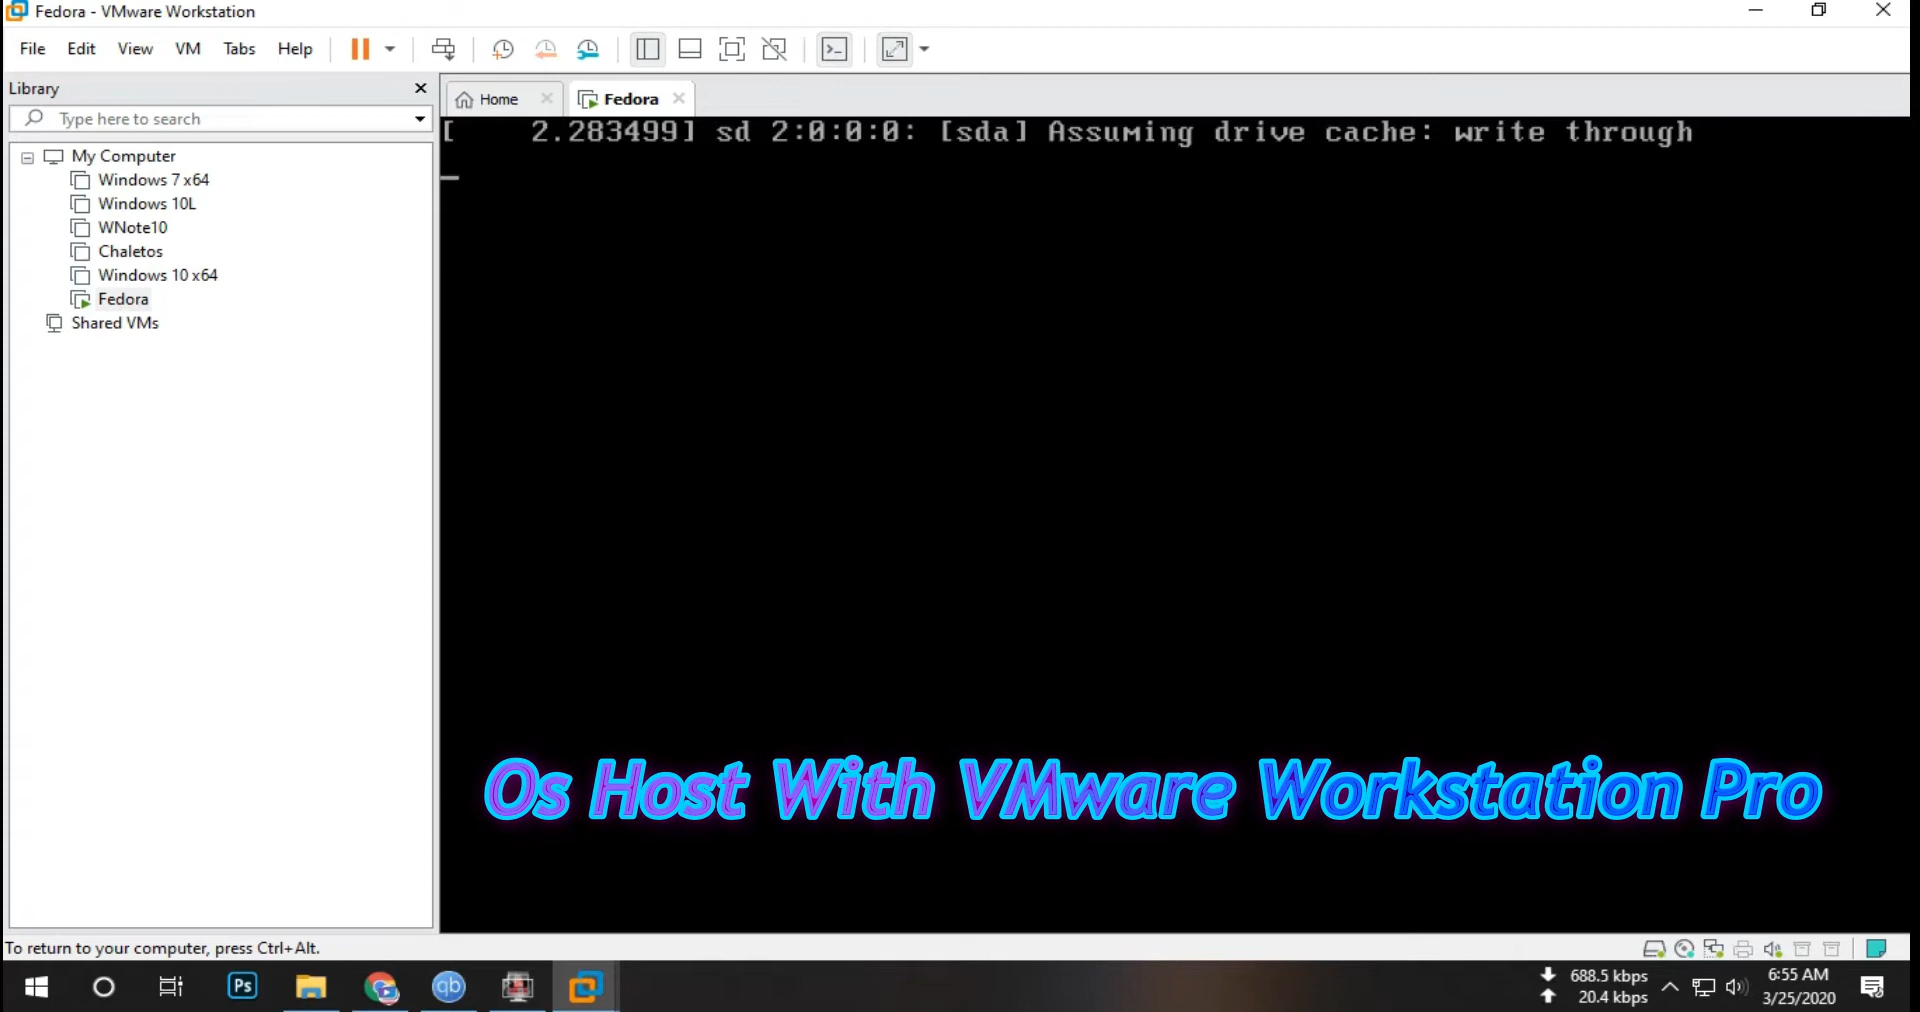 Fedora - VMware Workstation
File Edit View VM Tabs Help
Library
Type here to search
My Computer
Windows 7 x64
Windows 10L
WNote10
Chaletos
Windows 10 x64
Fedora
Shared VMs
Home Fedora
[    2.283499] sd 2:0:0:0: [sda] Assuming drive cache: write through
Os Host With VMware Workstation Pro
To return to your computer, press Ctrl+Alt.
Ps
qb
688.5 kbps
20.4 kbps
6:55 AM
3/25/2020